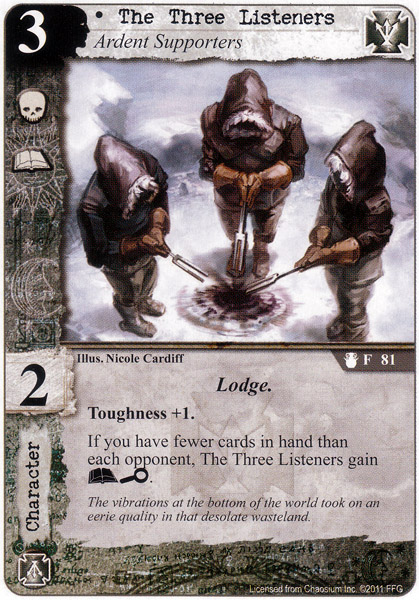 3
• The Three Listeners
Ardent Supporters
Illus. Nicole Cardiff
F 81
2
Character
Lodge.
Toughness +1.
If you have fewer cards in hand than
each opponent, The Three Listeners gain
.
The vibrations at the bottom of the world took on an
eerie quality in that desolate wasteland.
Licensed from Chaosium Inc. ©2011 FFG